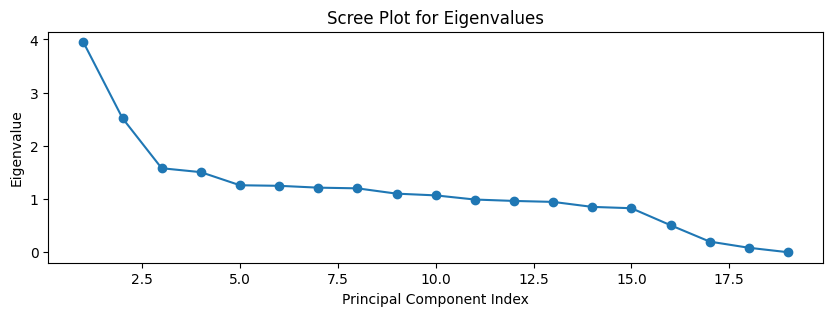 Scree Plot for Eigenvalues
4
3
2
1
0
Eigenvalue
2.5 5.0 7.5 10.0 12.5 15.0 17.5
Principal Component Index